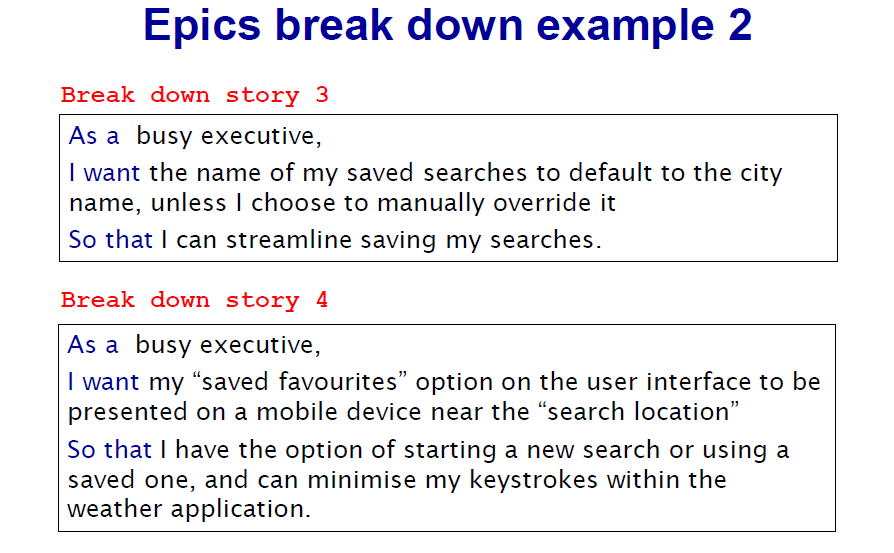 Epics break down example 2
Break down story 3
As a busy executive,
I want the name of my saved searches to default to the city
name, unless I choose to manually override it
So that I can streamline saving my searches.
Break down story 4
As a busy executive,
I want my “saved favourites” option on the user interface to be
presented on a mobile device near the “search location”
So that I have the option of starting a new search or using a
saved one, and can minimise my keystrokes within the
weather application.